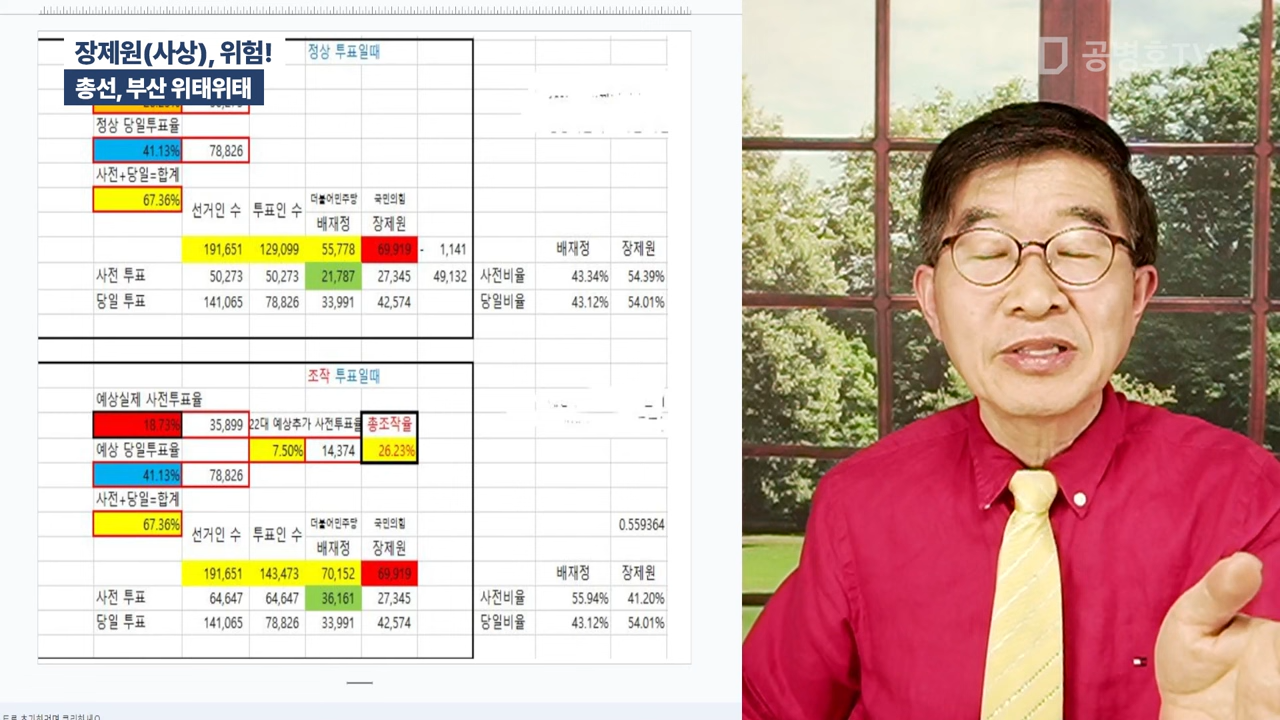 장제원(사상), 위험!
총선, 부산 위태위태
공병호TV
정상 투표일때
정상 당일투표율
41.13% 78,826
사전+당일=합계
67.36%
선거인 수 투표인 수 더불어민주당 국민의힘
배재정 장제원
191,651 129,099 55,778 69,919 - 1,141 배재정 장제원
사전 투표 50,273 50,273 21,787 27,345 49,132 사전비율 43.34% 54.39%
당일 투표 141,065 78,826 33,991 42,574 당일비율 43.12% 54.01%
조작 투표일때
예상실제 사전투표율
18.73% 35,899 22대 예상추가 사전투표율 총조작율
예상 당일투표율 7.50% 14,374 26.23%
41.13% 78,826
사전+당일=합계
67.36% 0.559364
선거인 수 투표인 수 더불어민주당 국민의힘
배재정 장제원
191,651 143,473 70,152 69,919 배재정 장제원
사전 투표 64,647 64,647 36,161 27,345 사전비율 55.94% 41.20%
당일 투표 141,065 78,826 33,991 42,574 당일비율 43.12% 54.01%